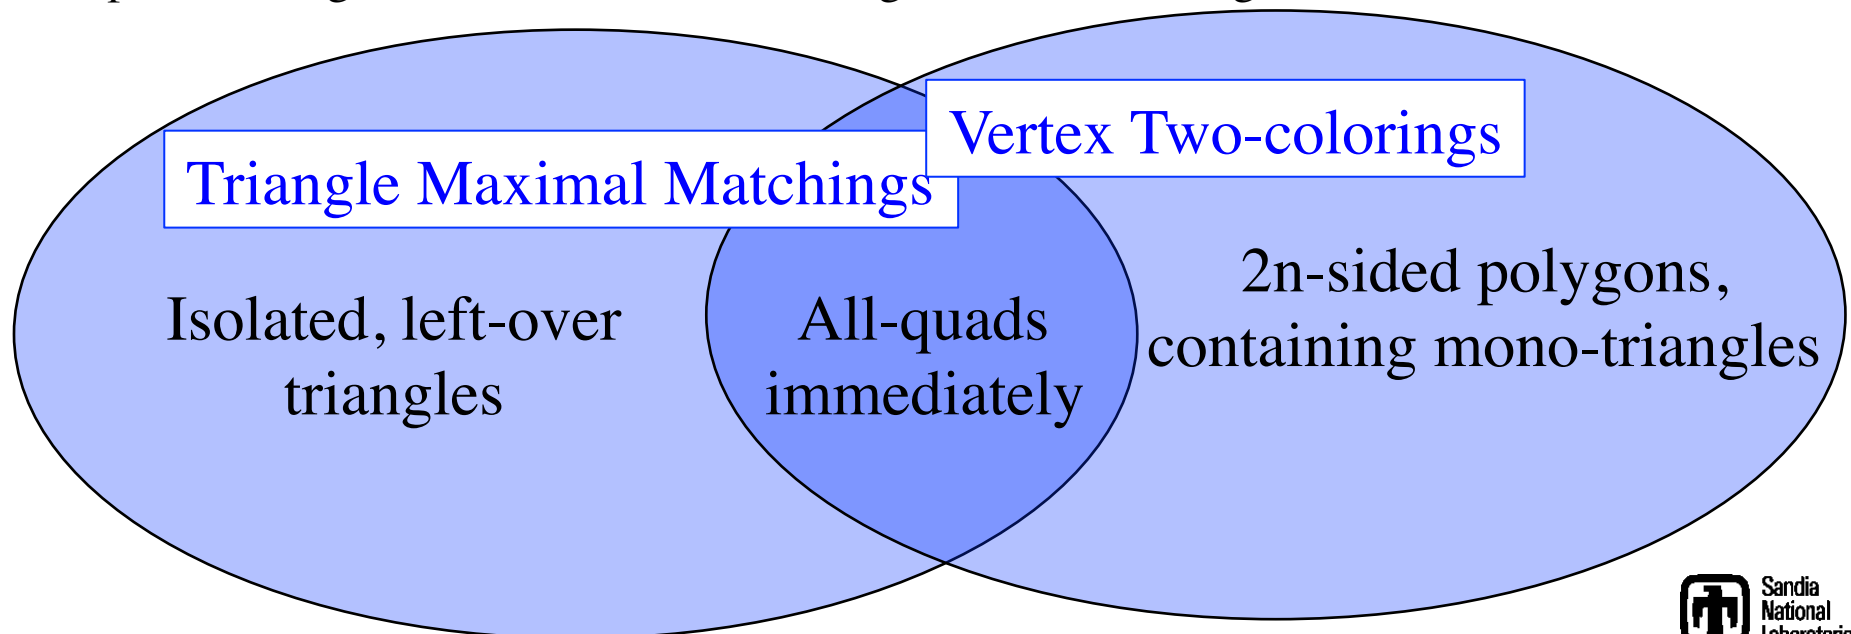 Vertex Two-colorings
Triangle Maximal Matchings
Isolated, left-over
triangles
All-quads
immediately
2n-sided polygons,
containing mono-triangles
Sandia
National